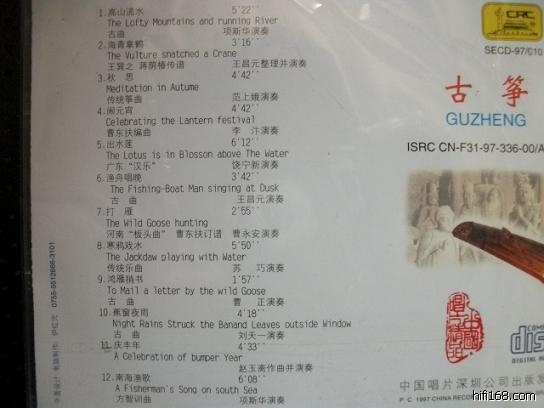 1.高山流水 5'22''
The Lofty Mountains and running River
古曲 项斯华演奏
2.海青拿鹤 3'16''
The Vulture snatched a Crane
王巽之 蒋荫椿传谱 王昌元整理并演奏
3.秋 思 4'42''
Meditation in Autume
传统筝曲 范上娥演奏
4.闹元宵 4'42''
Celebrating the Lantern festival
曹东扶编曲 李 汴演奏
5.出水莲 6'12''
The Lotus is in Blosson above The Water
广东“汉乐” 饶宁新演奏
6.渔舟唱晚 3'42''
The Fishing-Boat Man singing at Dusk
古 曲 王昌元演奏
7.打 雁 2'55''
The Wild Goose hunting
河南“板头曲” 曹东扶订谱 曹永安演奏
8.寒鸦戏水 5'50''
The Jackdaw playing with Water
传统乐曲 苏 巧演奏
9.鸿雁捎书 1'57''
To Mail a letter by the wild Goose
古 曲 曹 正演奏
10.蕉窗夜雨 4'18''
Night Rains Struck the Banand Leaves outside Window
古 曲 刘天一演奏
11.庆丰年 4'33''
A Celebration of bumper Year
赵玉斋作曲并演奏
12.南海渔歌 6'08''
A Fisherman's Song on south Sea
方智训曲 项斯华演奏
CRC
SECD-97/010
古筝
GUZHENG
ISRC CN-F31-97-336-00/A
COMPACT
disc
中国唱片深圳公司出版发
P. C. 1997 CHINA RECORD
0755-5512666-3101
hifi168.com